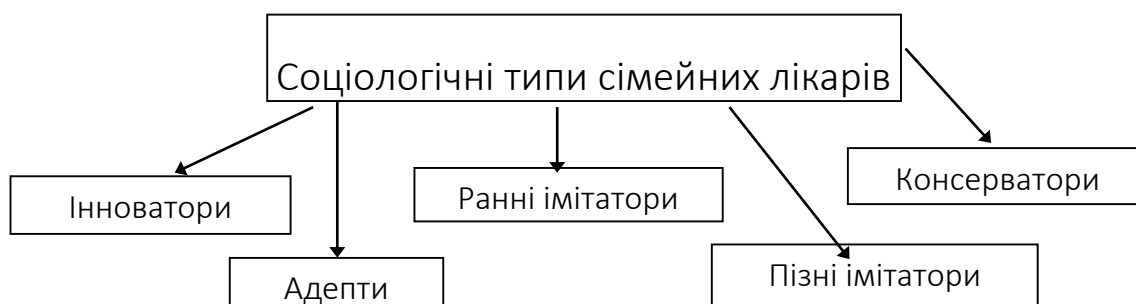 Соціологічні типи сімейних лікарів
Інноватори
Адепти
Ранні імітатори
Пізні імітатори
Консерватори